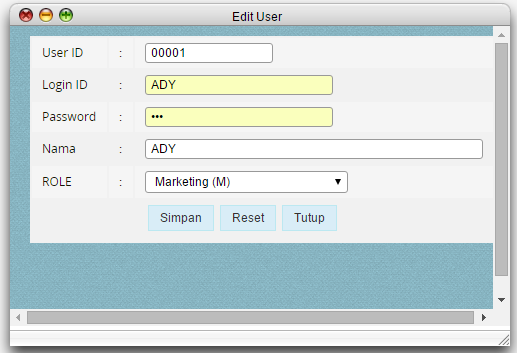 Edit User
User ID : 00001
Login ID : ADY
Password : •••
Nama : ADY
ROLE : Marketing (M)
Simpan Reset Tutup